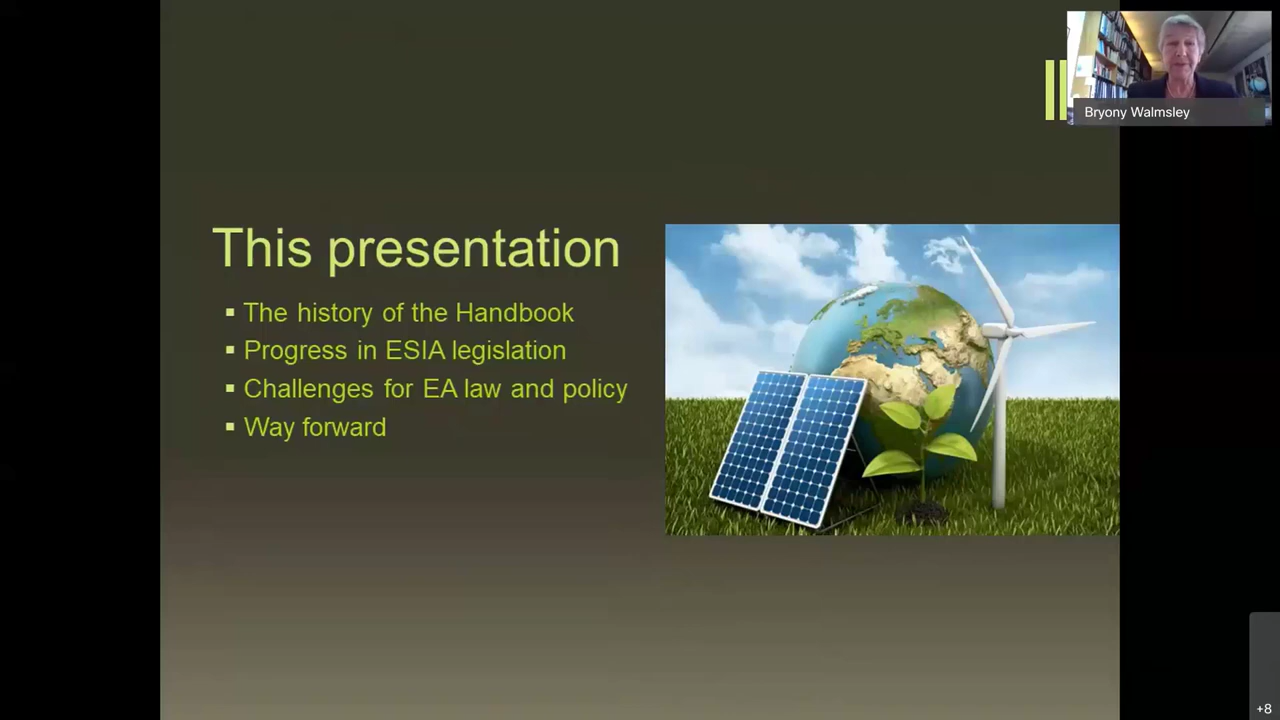 Bryony Walmsley
This presentation
▪ The history of the Handbook
▪ Progress in ESIA legislation
▪ Challenges for EA law and policy
▪ Way forward
+8